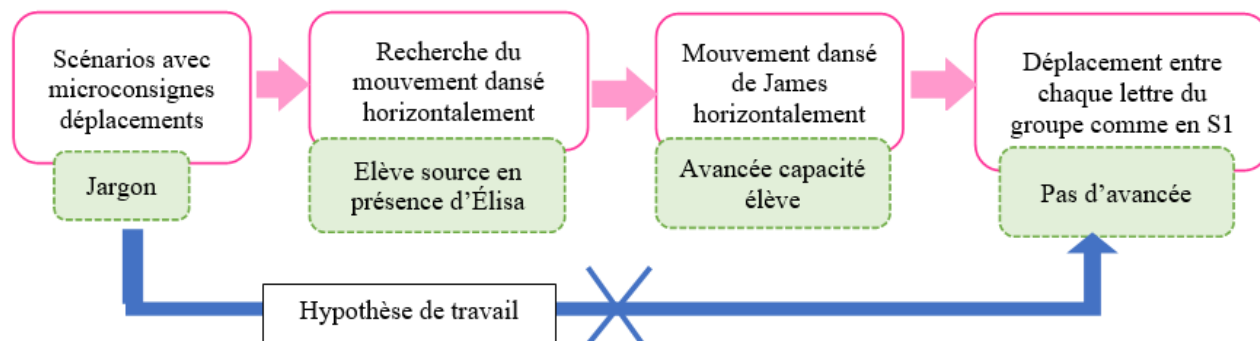 Scénarios avec
microconsignes
déplacements
Jargon
Recherche du
mouvement dansé
horizontalement
Elève source en
présence d'Élisa
Mouvement dansé
de James
horizontalement
Avancée capacité
élève
Déplacement entre
chaque lettre du
groupe comme en S1
Pas d'avancée
Hypothèse de travail